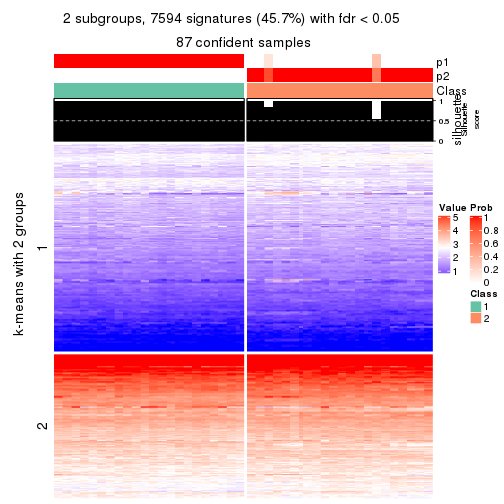 2 subgroups, 7594 signatures (45.7%) with fdr < 0.05
87 confident samples
p1
p2
Class
1
0.5
0
silhouette
Silhouette
score
k-means with 2 groups
1
2
Value
5
4
3
2
1
Prob
1
0.8
0.6
0.4
0.2
0
Class
1
2